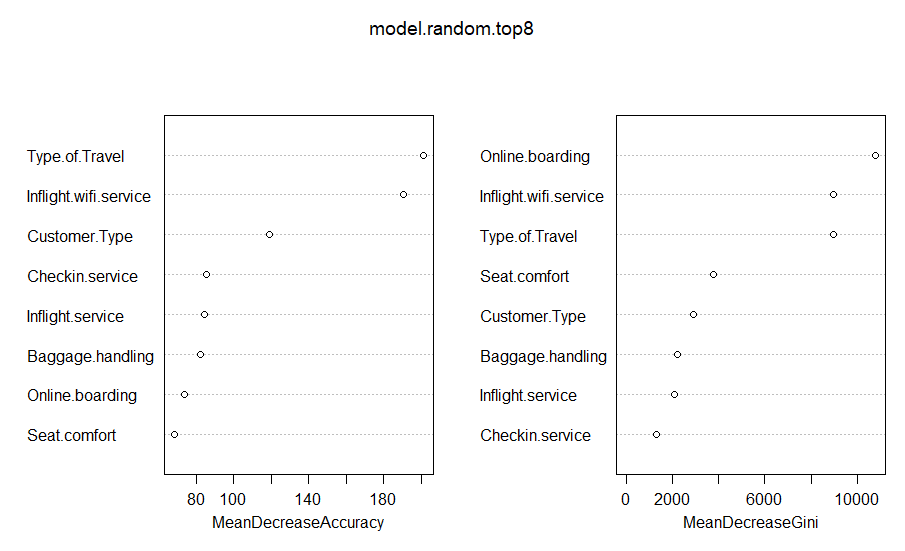 model.random.top8
Type.of.Travel
Inflight.wifi.service
Customer.Type
Checkin.service
Inflight.service
Baggage.handling
Online.boarding
Seat.comfort
80 100 140 180
MeanDecreaseAccuracy
Online.boarding
Inflight.wifi.service
Type.of.Travel
Seat.comfort
Customer.Type
Baggage.handling
Inflight.service
Checkin.service
0 2000 6000 10000
MeanDecreaseGini